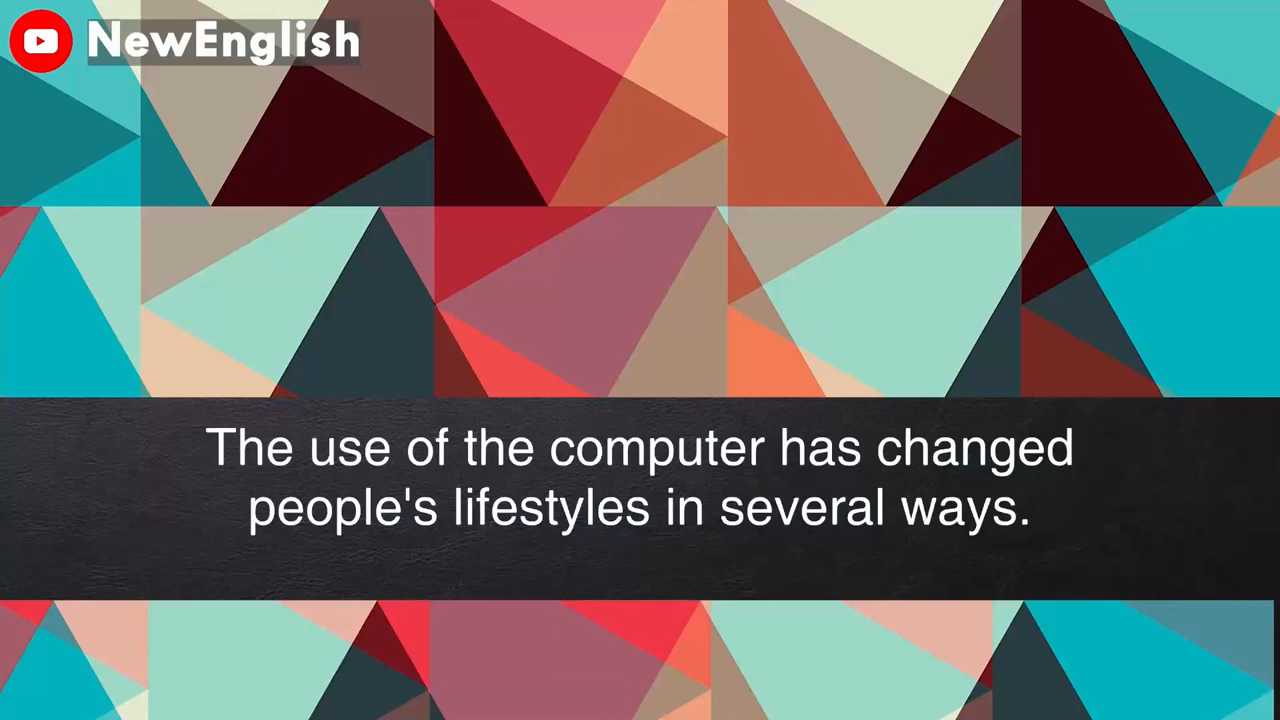 NewEnglish
The use of the computer has changed
people's lifestyles in several ways.